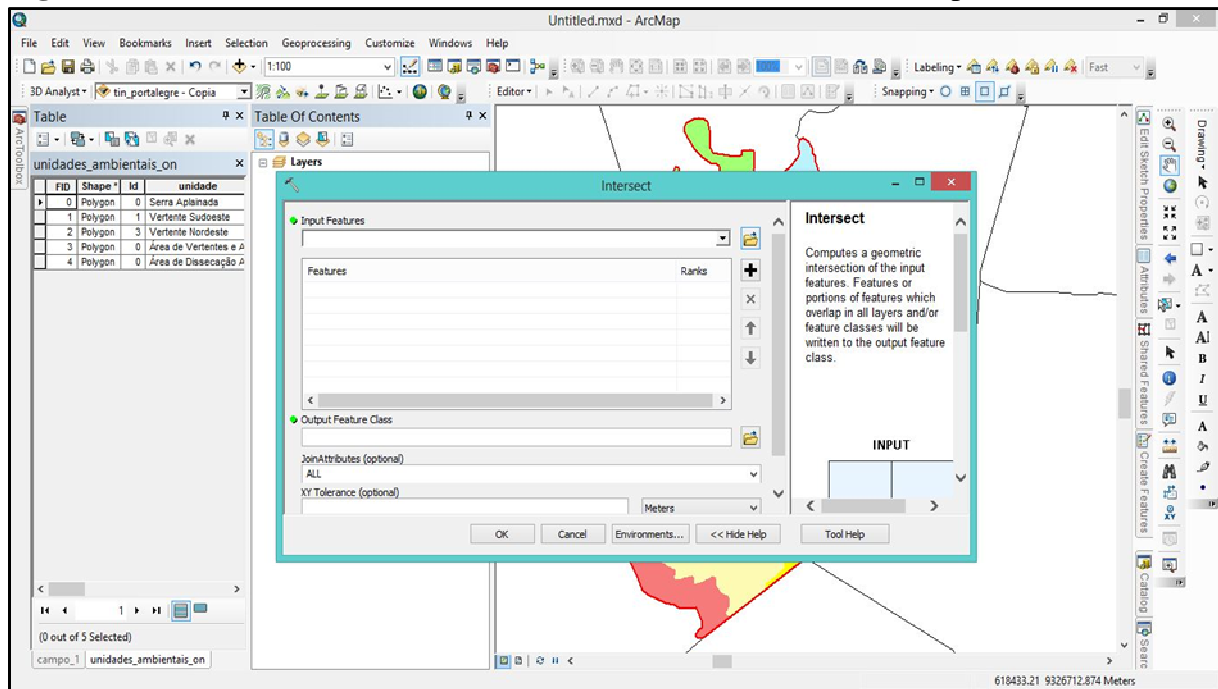 Untitled.mxd - ArcMap
File Edit View Bookmarks Insert Selection Geoprocessing Customize Windows Help
1:100
Labeling
Fast
3D Analyst
tin_portalegre - Copia
Editor
Snapping
ArcToolbox
Table
unidades_ambientais_on
FID Shape * Id unidade
0 Polygon 0 Serra Aplainada
1 Polygon 1 Vertente Sudoeste
2 Polygon 3 Vertente Nordeste
3 Polygon 0 Área de Vertentes e A
4 Polygon 0 Área de Dissecação A
1
(0 out of 5 Selected)
campo_1 unidades_ambientais_on
Table Of Contents
Layers
Intersect
Input Features
Features Ranks
Output Feature Class
JoinAttributes (optional)
ALL
XY Tolerance (optional)
Meters
OK Cancel Environments... << Hide Help Tool Help
Intersect
Computes a geometric
intersection of the input
features. Features or
portions of features which
overlap in all layers and/or
feature classes will be
written to the output feature
class.
INPUT
Edit Sketch Properties
Attributes
Shared Features
Create Features
Catalog
Searc
Drawing
A
A
B
I
U
A
XY
618433.21 9326712.874 Meters